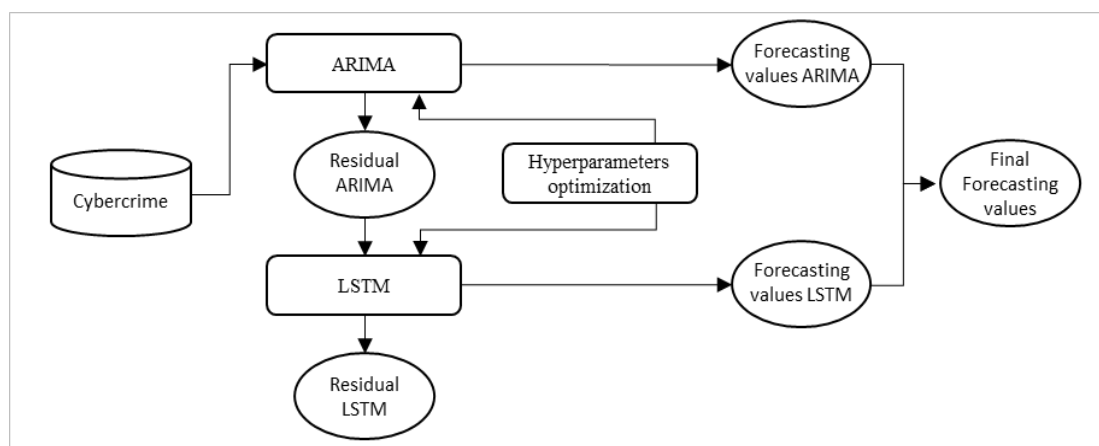 ARIMA
Forecasting
values ARIMA
Residual
ARIMA
Hyperparameters
optimization
Cybercrime
Final
Forecasting
values
LSTM
Forecasting
values LSTM
Residual
LSTM